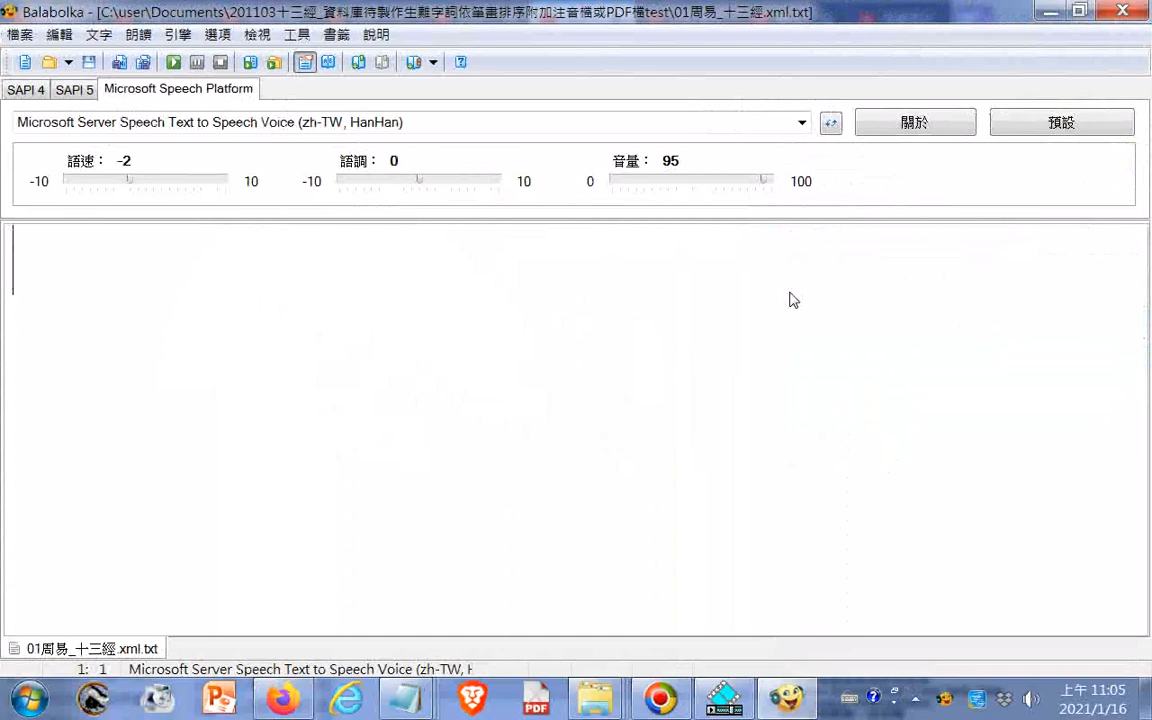 Balabolka - [C:\user\Documents\201103十三經_資料庫待製作生難字詞依筆畫排序附加注音檔或PDF檔test\01周易_十三經.xml.txt]
檔案 編輯 文字 朗讀 引擎 選項 檢視 工具 書籤 說明
SAPI 4 SAPI 5 Microsoft Speech Platform
Microsoft Server Speech Text to Speech Voice (zh-TW, HanHan) 關於 預設
語速： -2 語調： 0 音量： 95
-10 10 -10 10 0 100
01周易_十三經.xml.txt
1: 1 Microsoft Server Speech Text to Speech Voice (zh-TW, H
PDF
上午 11:05
2021/1/16